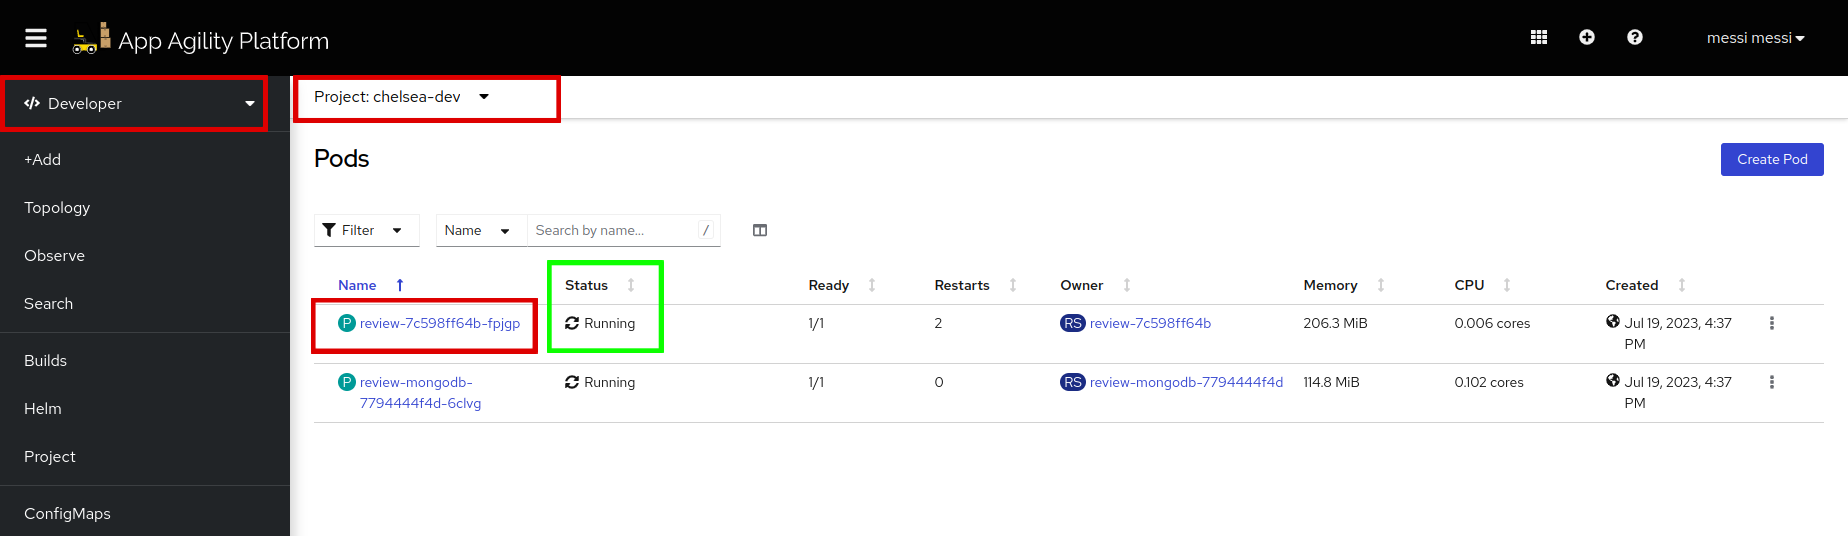 App Agility Platform
messi messi
</> Developer
Project: chelsea-dev
+Add
Topology
Observe
Search
Builds
Helm
Project
ConfigMaps
Pods
Create Pod
Filter Name Search by name... /
Name Status Ready Restarts Owner Memory CPU Created
P review-7c598ff64b-fpjgp Running 1/1 2 RS review-7c598ff64b 206.3 MiB 0.006 cores Jul 19, 2023, 4:37
PM
P review-mongodb- Running 1/1 0 RS review-mongodb-7794444f4d 114.8 MiB 0.102 cores Jul 19, 2023, 4:37
7794444f4d-6clvg PM